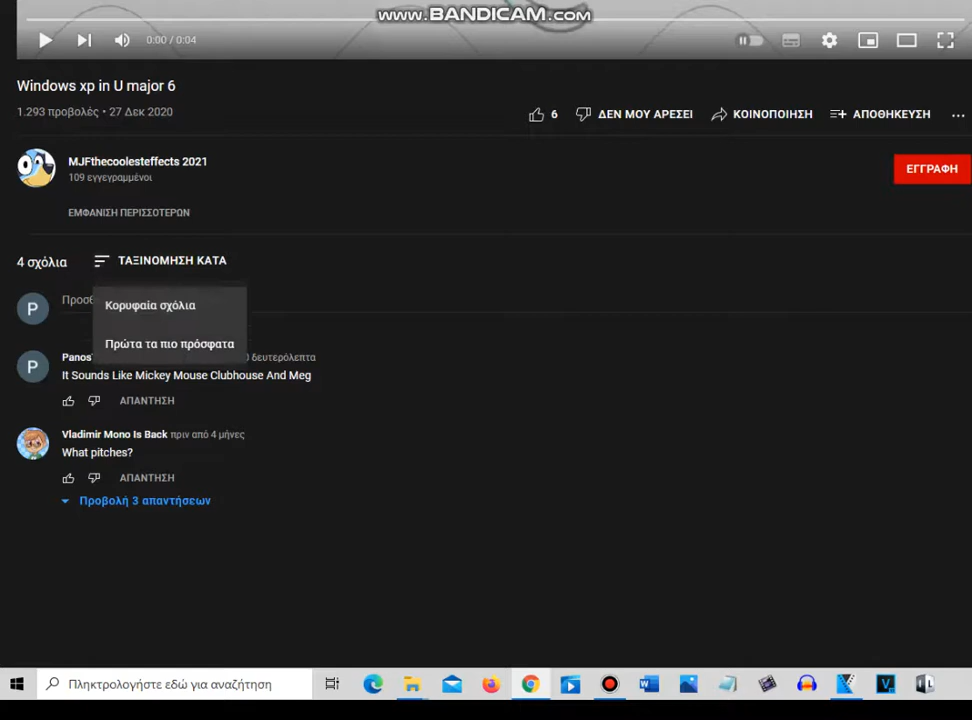 www.BANDICAM.com
0:00 / 0:04
Windows xp in U major 6
1.293 προβολές • 27 Δεκ 2020
6 ΔΕΝ ΜΟΥ ΑΡΕΣΕΙ ΚΟΙΝΟΠΟΙΗΣΗ ΑΠΟΘΗΚΕΥΣΗ
MJFthecoolesteffects 2021
109 εγγεγραμμένοι
ΕΓΓΡΑΦΗ
ΕΜΦΑΝΙΣΗ ΠΕΡΙΣΣΟΤΕΡΩΝ
4 σχόλια ΤΑΞΙΝΟΜΗΣΗ ΚΑΤΑ
P
Κορυφαία σχόλια
Πρώτα τα πιο πρόσφατα
P
δευτερόλεπτα
It Sounds Like Mickey Mouse Clubhouse And Meg
ΑΠΑΝΤΗΣΗ
Vladimir Mono Is Back πριν από 4 μήνες
What pitches?
ΑΠΑΝΤΗΣΗ
Προβολή 3 απαντήσεων
Πληκτρολογήστε εδώ για αναζήτηση